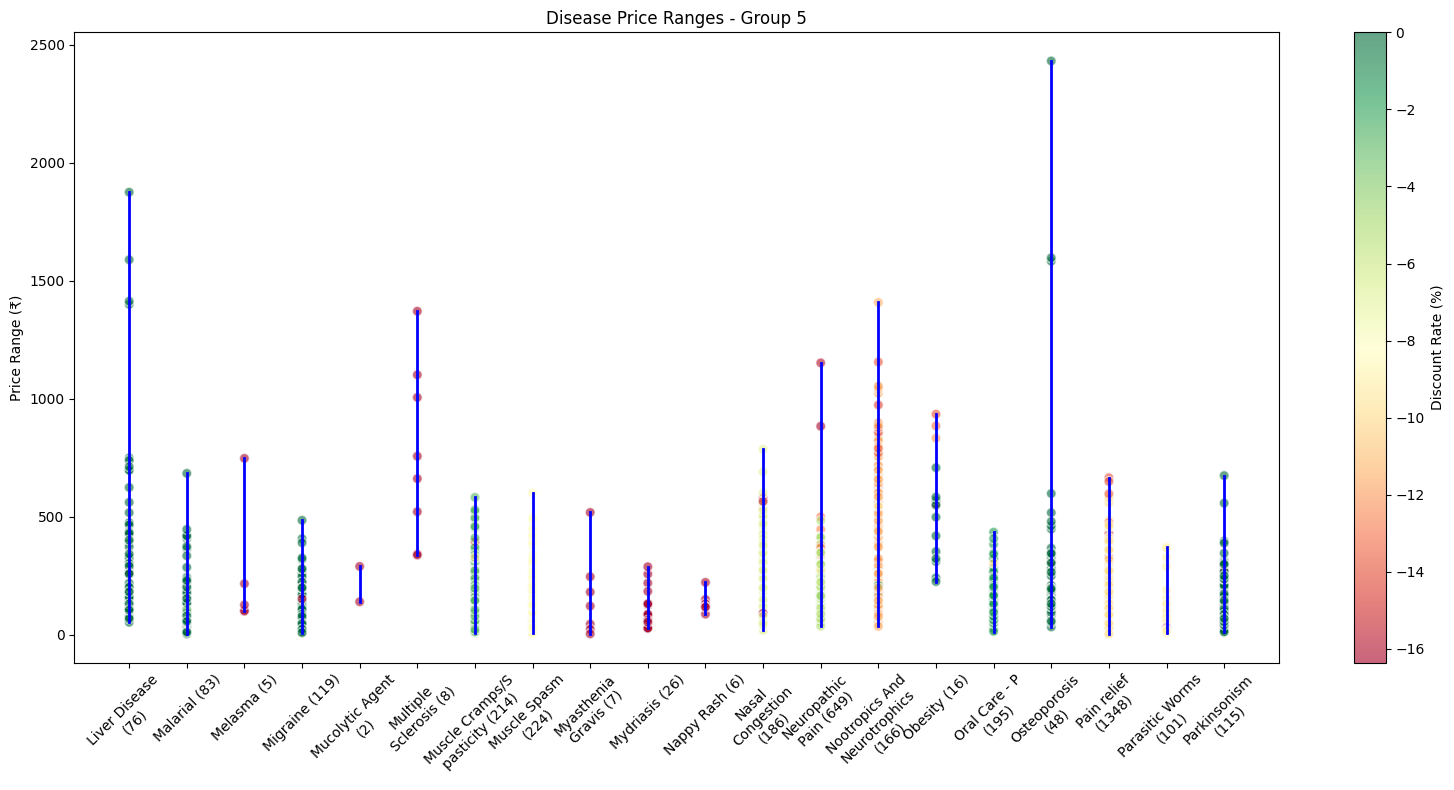 Disease Price Ranges - Group 5
Price Range (₹)
2500
2000
1500
1000
500
0
Liver Disease
(76)
Malarial (83)
Melasma (5)
Migraine (119)
Mucolytic Agent
(2)
Multiple
Sclerosis (8)
Muscle Cramps/S
pasticity (214)
Muscle Spasm
(224)
Myasthenia
Gravis (7)
Mydriasis (26)
Nappy Rash (6)
Nasal
Congestion
(186)
Neuropathic
Pain (649)
Nootropics And
Neurotrophics
(166)
Obesity (16)
Oral Care - P
(195)
Osteoporosis
(48)
Pain relief
(1348)
Parasitic Worms
(101)
Parkinsonism
(115)
0
−2
−4
−6
−8
−10
−12
−14
−16
Discount Rate (%)